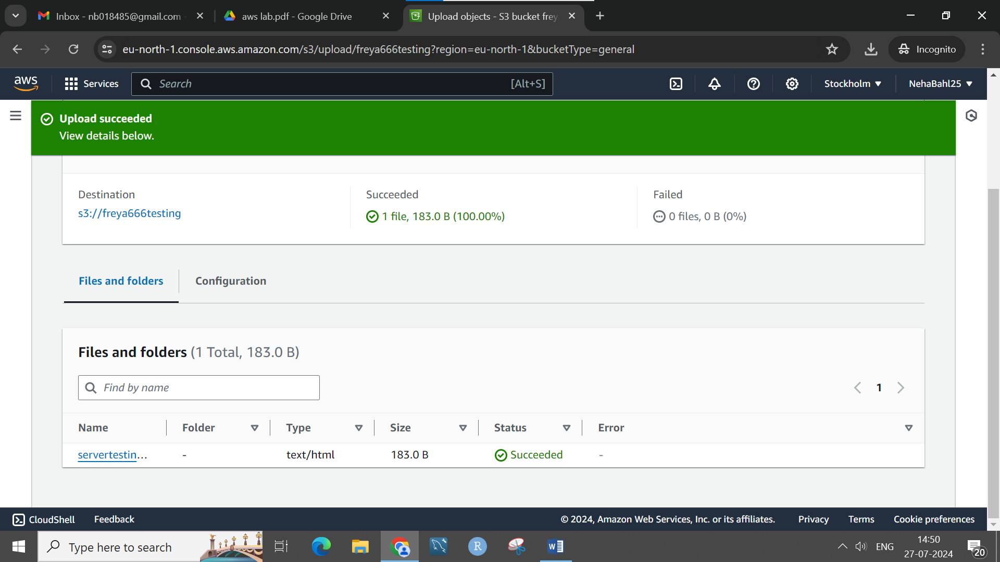 Inbox - nb018485@gmail.com -
aws lab.pdf - Google Drive
Upload objects - S3 bucket frey
eu-north-1.console.aws.amazon.com/s3/upload/freya666testing?region=eu-north-1&bucketType=general
Incognito
aws
Services
Search
[Alt+S]
Stockholm
NehaBahl25
Upload succeeded
View details below.
Destination
Succeeded
Failed
s3://freya666testing
1 file, 183.0 B (100.00%)
0 files, 0 B (0%)
Files and folders
Configuration
Files and folders (1 Total, 183.0 B)
Find by name
1
Name
Folder
Type
Size
Status
Error
servertestin...
-
text/html
183.0 B
Succeeded
-
CloudShell
Feedback
© 2024, Amazon Web Services, Inc. or its affiliates.
Privacy
Terms
Cookie preferences
Type here to search
R
W
ENG
14:50
27-07-2024
20